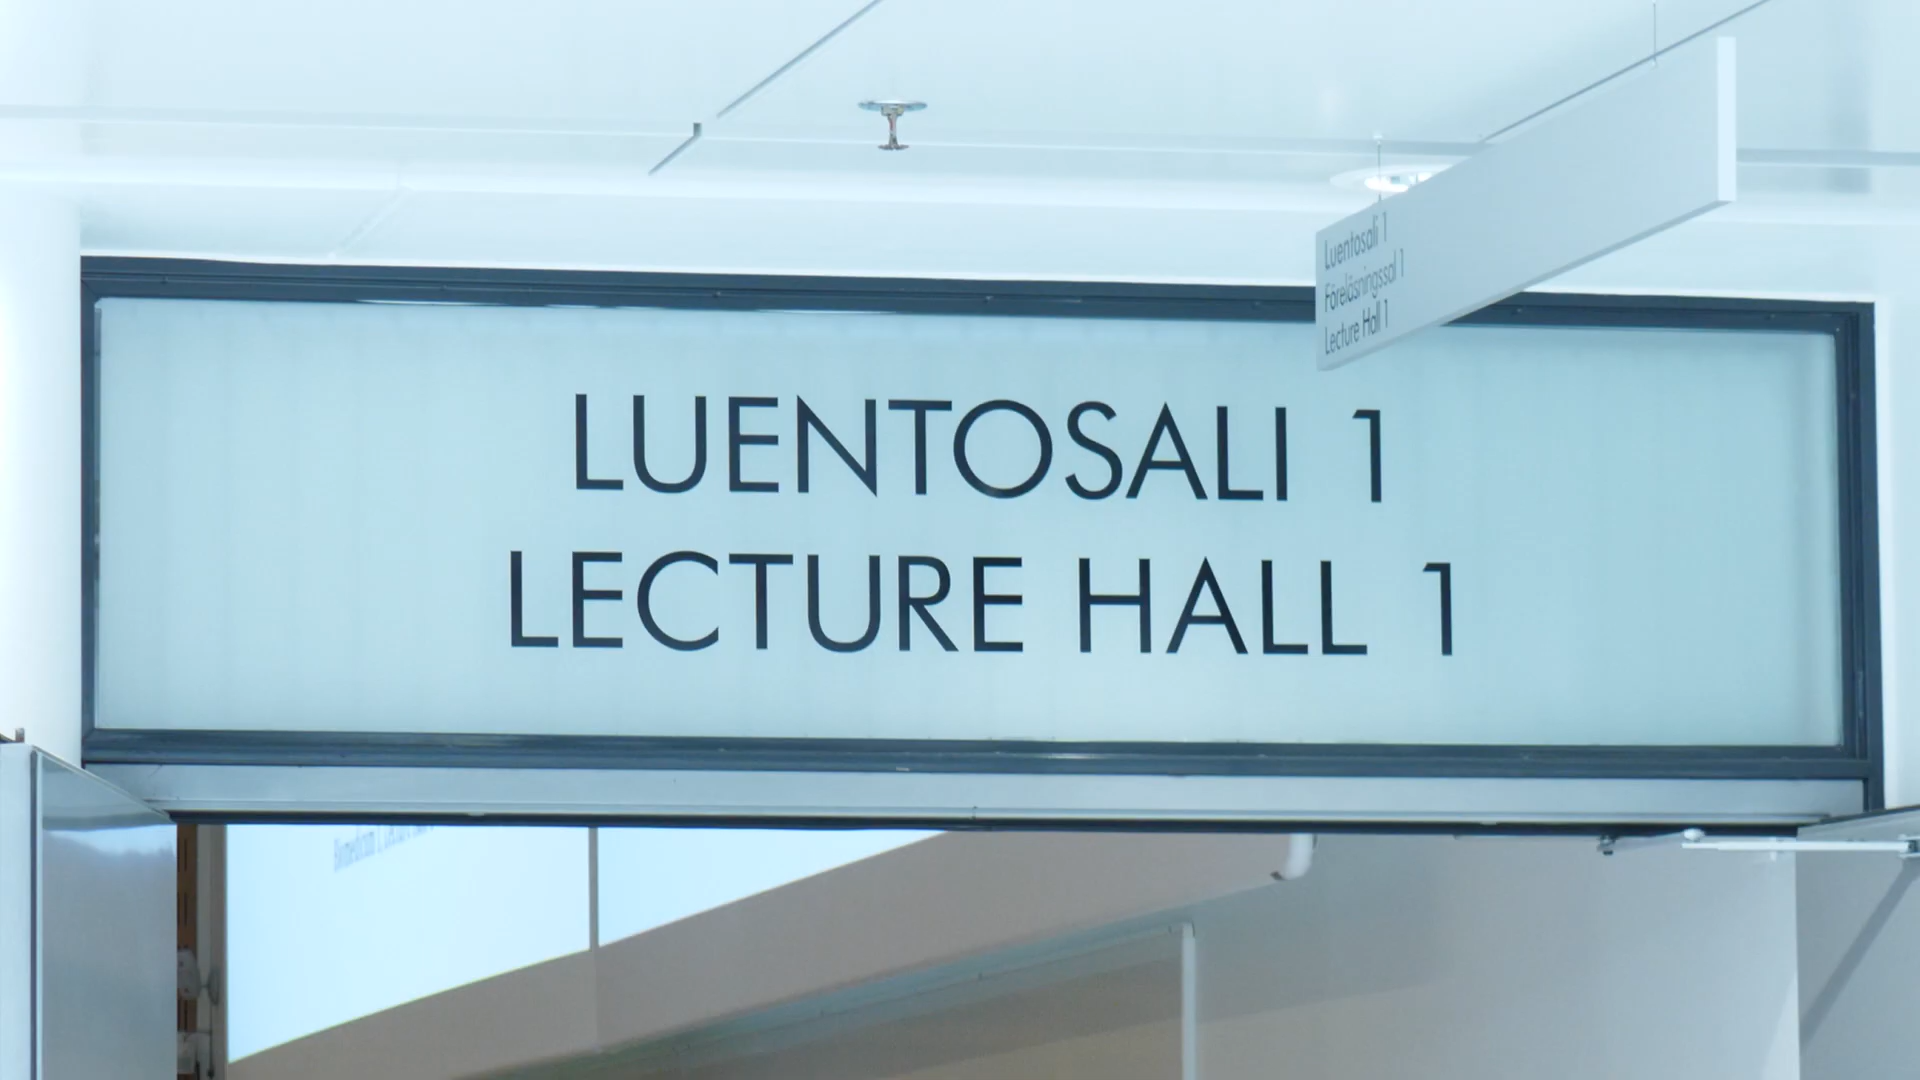 Luentosali 1
Föreläsningssal 1
Lecture Hall 1
LUENTOSALI 1
LECTURE HALL 1